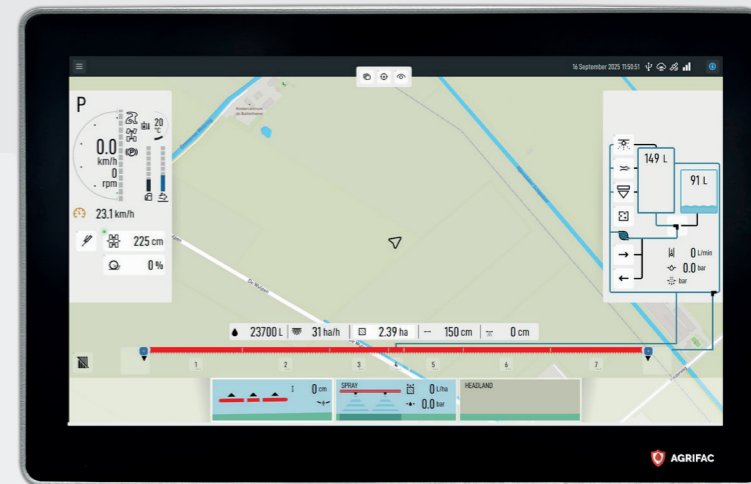 16 September 2025 11:50:51
P
20
°C
0.0
km/h
0
rpm
(P)
23.1 km/h
225 cm
0 %
De Wulpen
149 L
91 L
0 L/min
0.0 bar
bar
23700 L
31 ha/h
2.39 ha
150 cm
0 cm
1
2
3
4
5
6
7
0 cm
SPRAY
0 L/ha
0.0 bar
HEADLAND
AGRIFAC